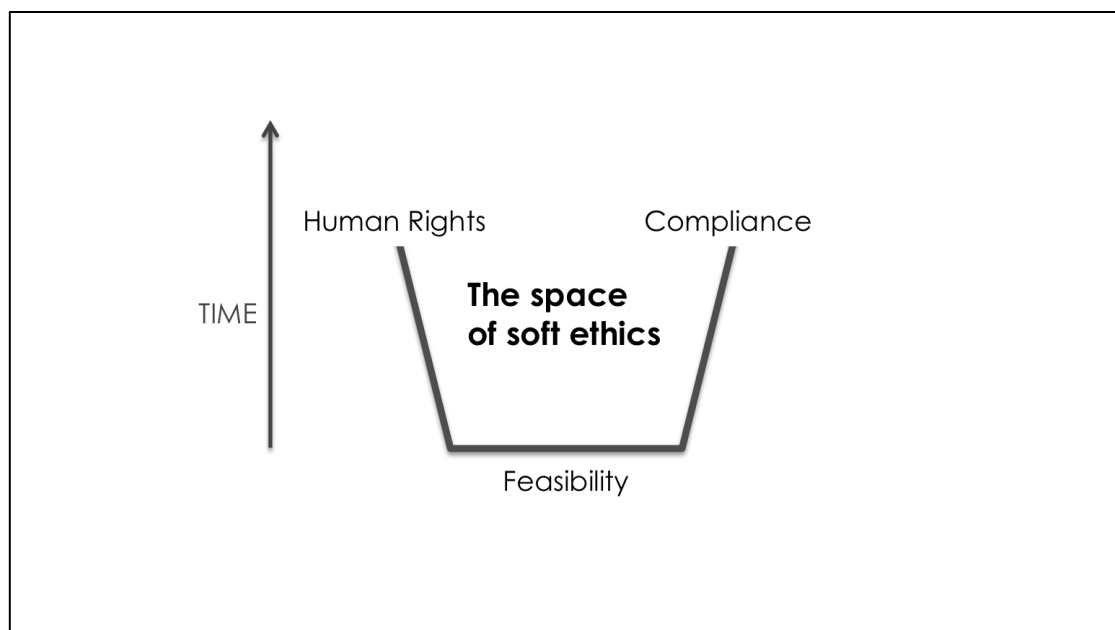 Human Rights
Compliance
The space
of soft ethics
TIME
Feasibility